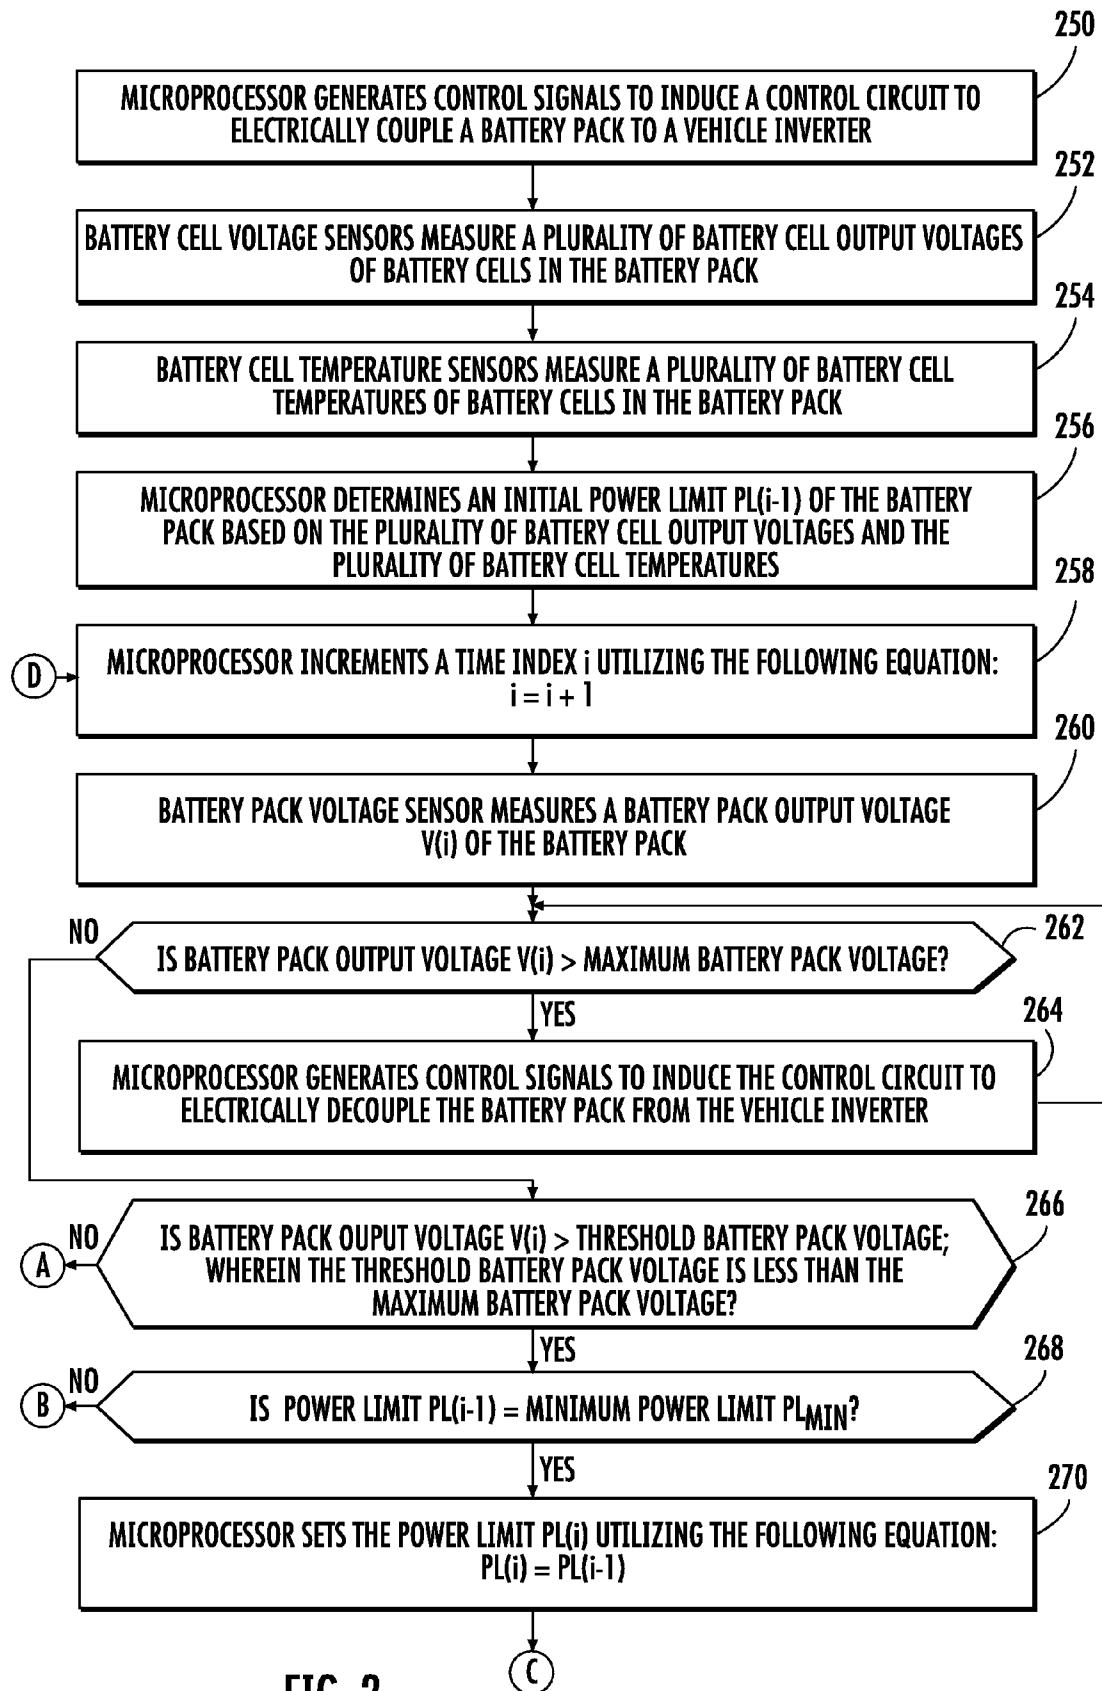 250
MICROPROCESSOR GENERATES CONTROL SIGNALS TO INDUCE A CONTROL CIRCUIT TO
ELECTRICALLY COUPLE A BATTERY PACK TO A VEHICLE INVERTER
252
BATTERY CELL VOLTAGE SENSORS MEASURE A PLURALITY OF BATTERY CELL OUTPUT VOLTAGES
OF BATTERY CELLS IN THE BATTERY PACK
254
BATTERY CELL TEMPERATURE SENSORS MEASURE A PLURALITY OF BATTERY CELL
TEMPERATURES OF BATTERY CELLS IN THE BATTERY PACK
256
MICROPROCESSOR DETERMINES AN INITIAL POWER LIMIT PL(i-1) OF THE BATTERY
PACK BASED ON THE PLURALITY OF BATTERY CELL OUTPUT VOLTAGES AND THE
PLURALITY OF BATTERY CELL TEMPERATURES
258
D
MICROPROCESSOR INCREMENTS A TIME INDEX i UTILIZING THE FOLLOWING EQUATION:
i = i + 1
260
BATTERY PACK VOLTAGE SENSOR MEASURES A BATTERY PACK OUTPUT VOLTAGE
V(i) OF THE BATTERY PACK
262
NO
IS BATTERY PACK OUTPUT VOLTAGE V(i) > MAXIMUM BATTERY PACK VOLTAGE?
YES
264
MICROPROCESSOR GENERATES CONTROL SIGNALS TO INDUCE THE CONTROL CIRCUIT TO
ELECTRICALLY DECOUPLE THE BATTERY PACK FROM THE VEHICLE INVERTER
266
NO
A
IS BATTERY PACK OUPUT VOLTAGE V(i) > THRESHOLD BATTERY PACK VOLTAGE;
WHEREIN THE THRESHOLD BATTERY PACK VOLTAGE IS LESS THAN THE
MAXIMUM BATTERY PACK VOLTAGE?
YES
268
NO
B
IS POWER LIMIT PL(i-1) = MINIMUM POWER LIMIT PLMIN?
YES
270
MICROPROCESSOR SETS THE POWER LIMIT PL(i) UTILIZING THE FOLLOWING EQUATION:
PL(i) = PL(i-1)
C